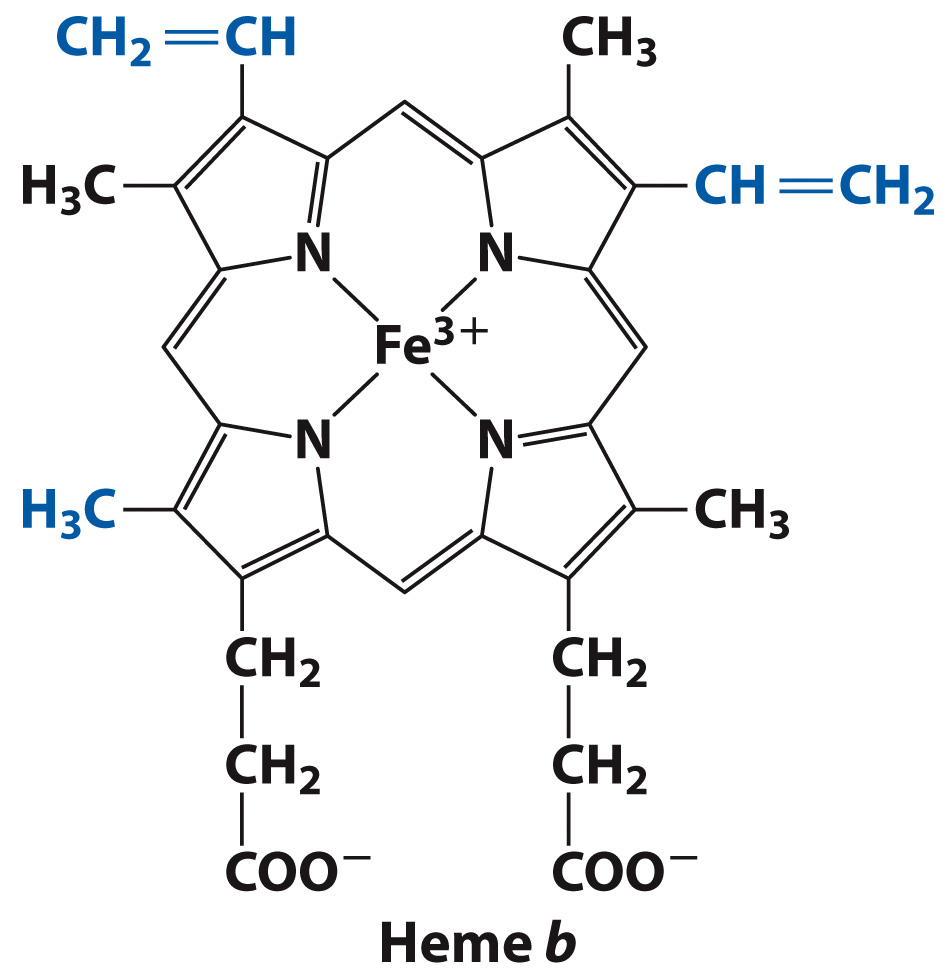 CH₂=CH CH₃
H₃C CH=CH₂
N N
Fe³⁺
N N
H₃C CH₃
CH₂ CH₂
CH₂ CH₂
COO⁻ COO⁻
Heme b